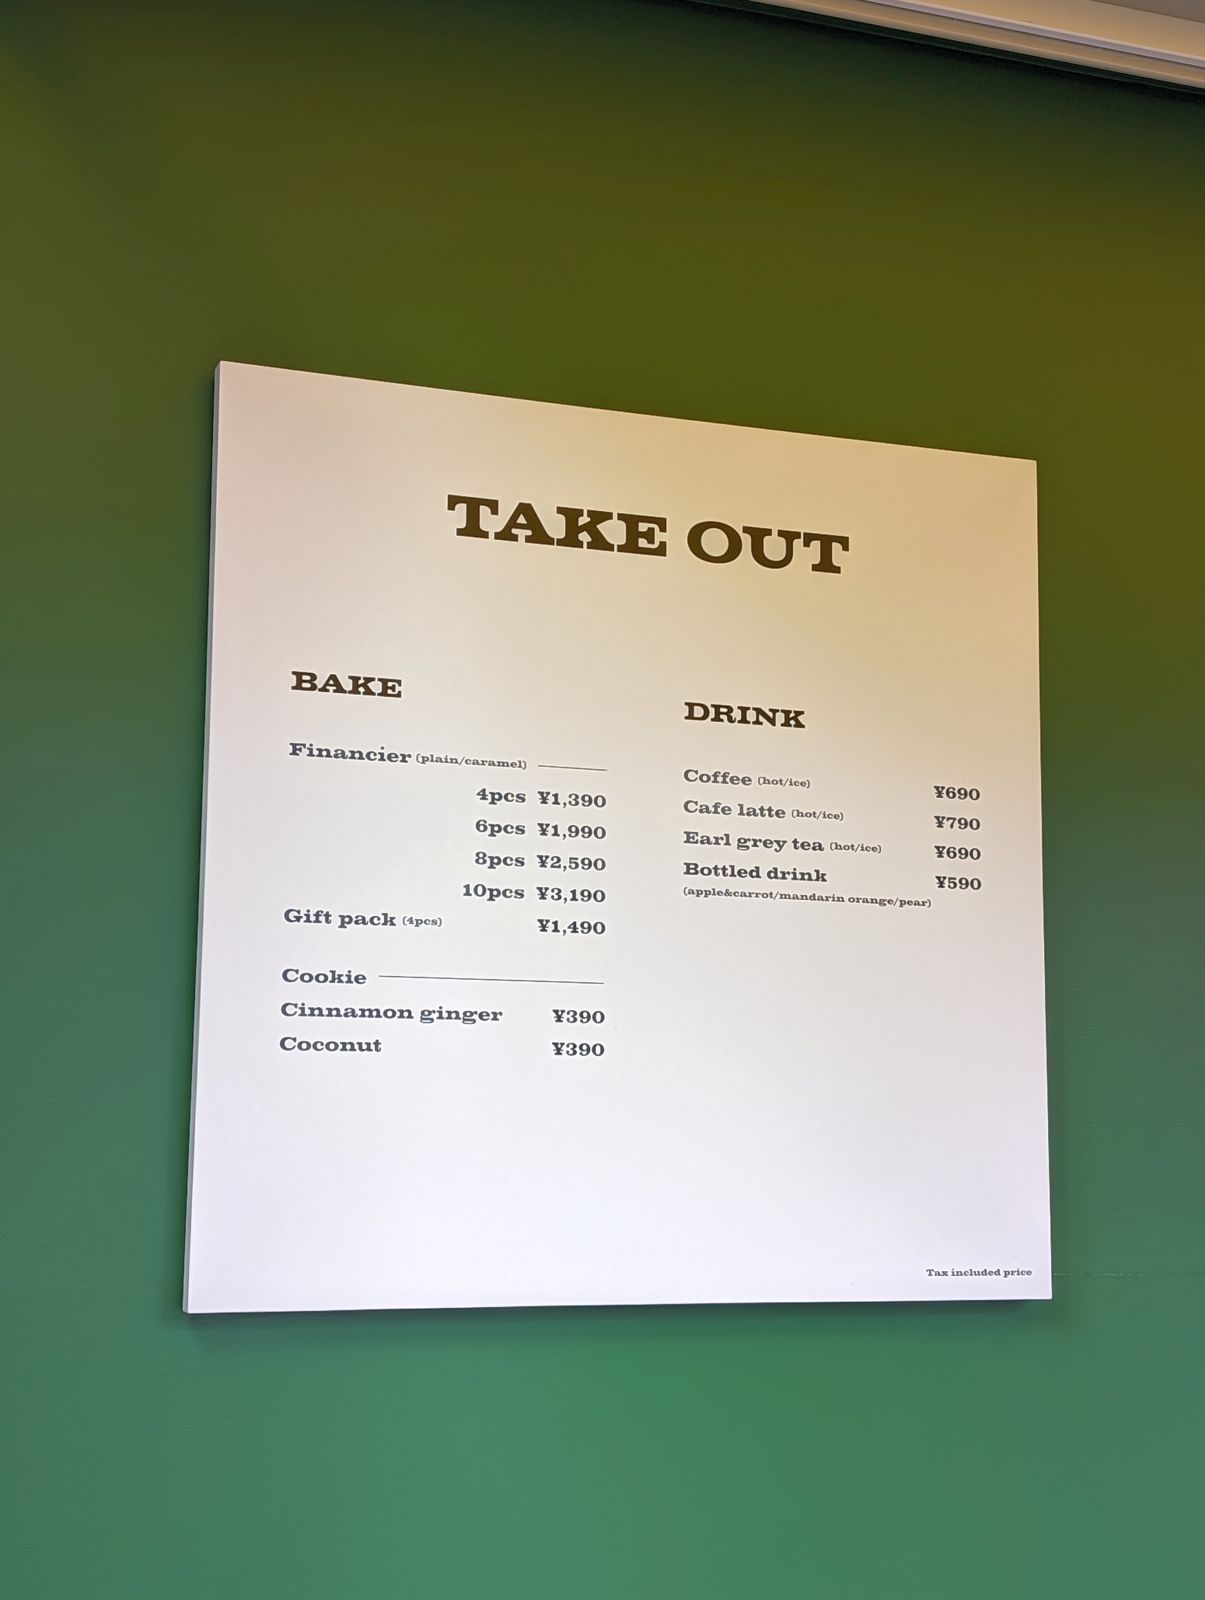 TAKE OUT
BAKE
Financier (plain/caramel)
4pcs ¥1,390
6pcs ¥1,990
8pcs ¥2,590
10pcs ¥3,190
Gift pack (4pcs) ¥1,490
Cookie
Cinnamon ginger ¥390
Coconut ¥390
DRINK
Coffee (hot/ice) ¥690
Cafe latte (hot/ice) ¥790
Earl grey tea (hot/ice) ¥690
Bottled drink ¥590
(apple&carrot/mandarin orange/pear)
Tax included price